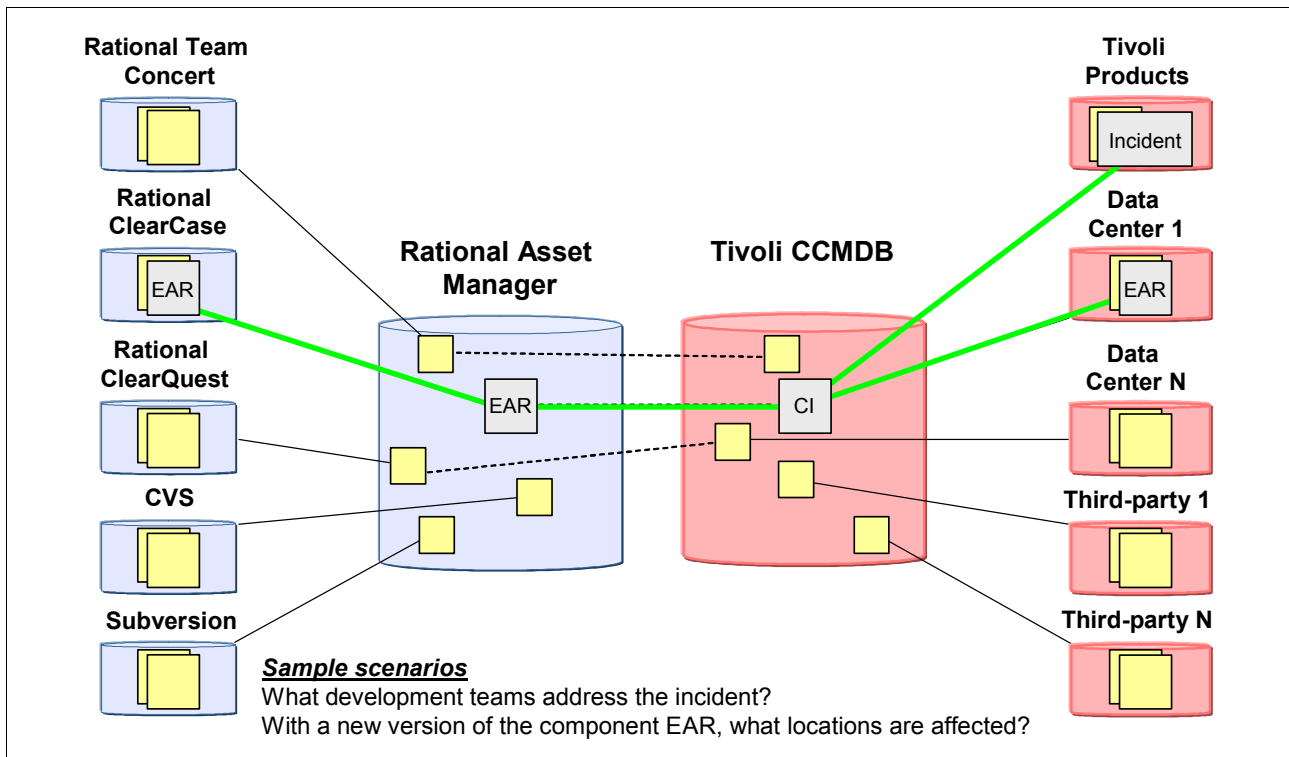 Rational Team
Concert
Rational
ClearCase
EAR
Rational
ClearQuest
CVS
Subversion
Rational Asset
Manager
EAR
Tivoli CCMDB
CI
Tivoli
Products
Incident
Data
Center 1
EAR
Data
Center N
Third-party 1
Third-party N
Sample scenarios
What development teams address the incident?
With a new version of the component EAR, what locations are affected?